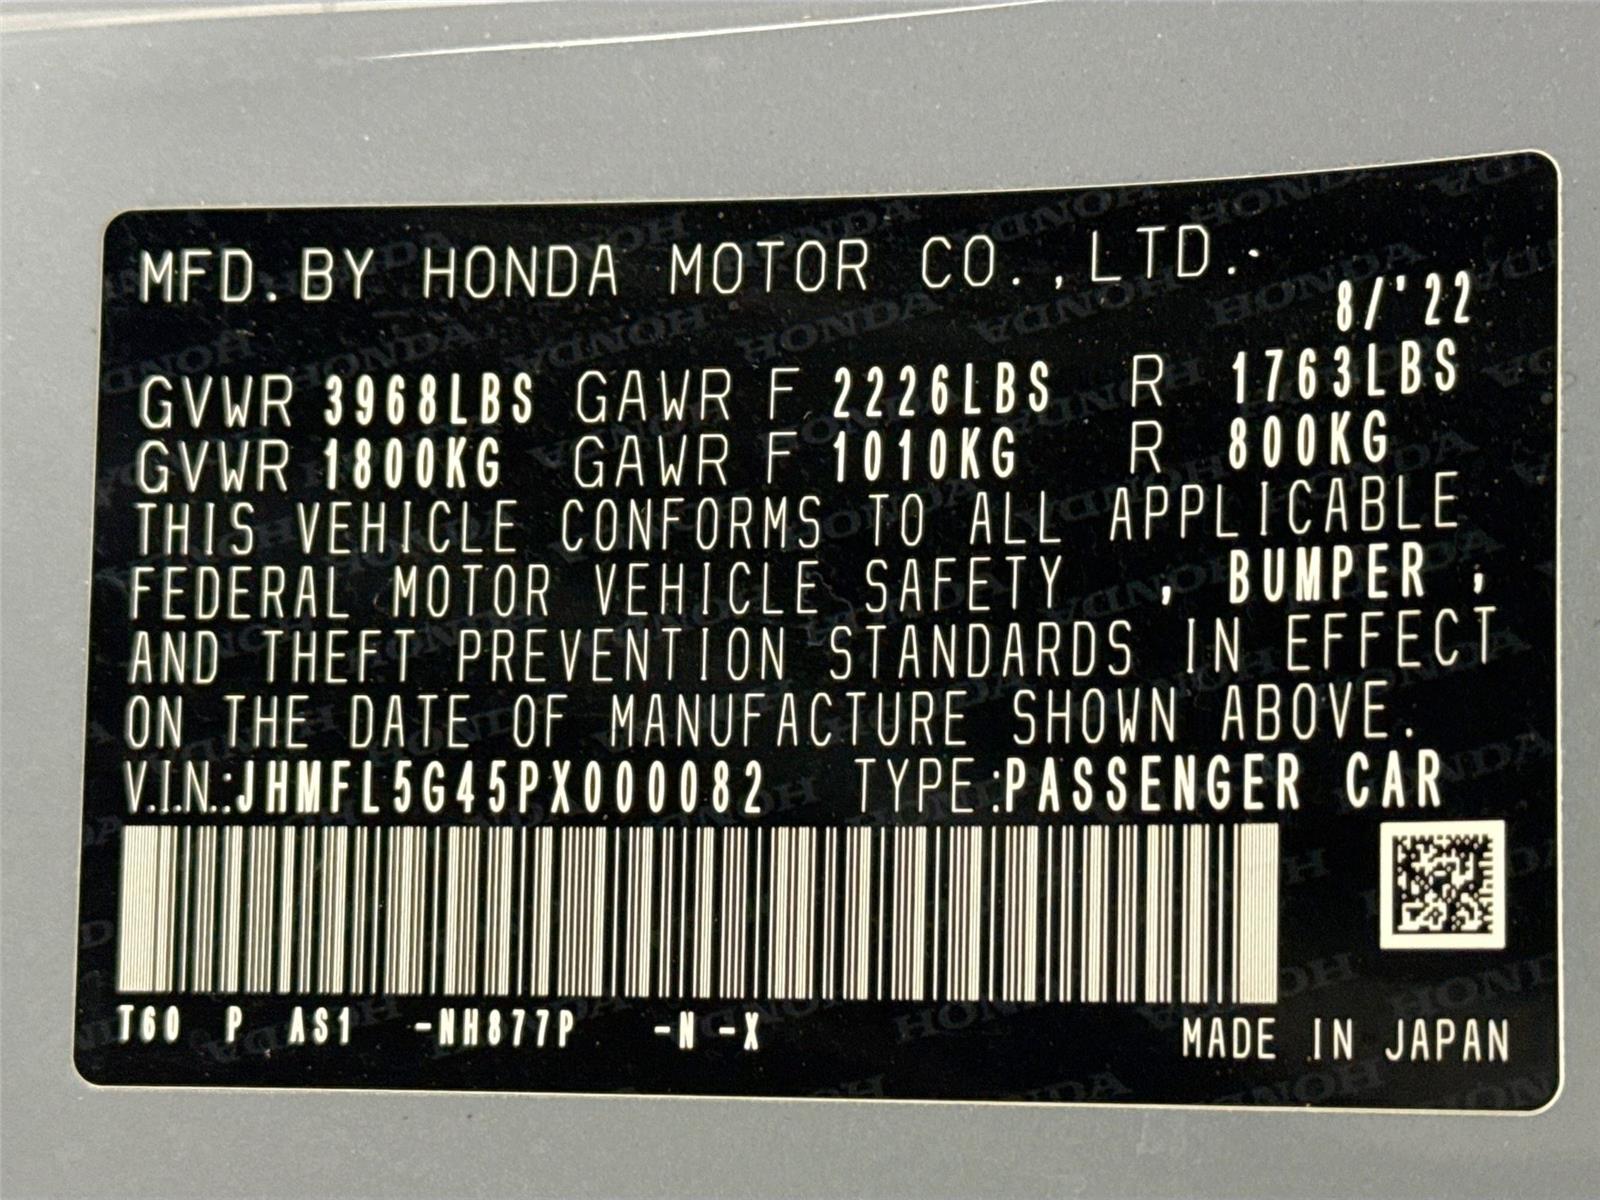 MFD. BY HONDA MOTOR CO., LTD.
8/'22
GVWR 3968LBS GAWR F 2226LBS R 1763LBS
GVWR 1800KG GAWR F 1010KG R 800KG
THIS VEHICLE CONFORMS TO ALL APPLICABLE
FEDERAL MOTOR VEHICLE SAFETY , BUMPER ,
AND THEFT PREVENTION STANDARDS IN EFFECT
ON THE DATE OF MANUFACTURE SHOWN ABOVE.
V.I.N.:JHMFL5G45PX000082 TYPE:PASSENGER CAR
T60 P AS1 -NH877P -N -X
MADE IN JAPAN